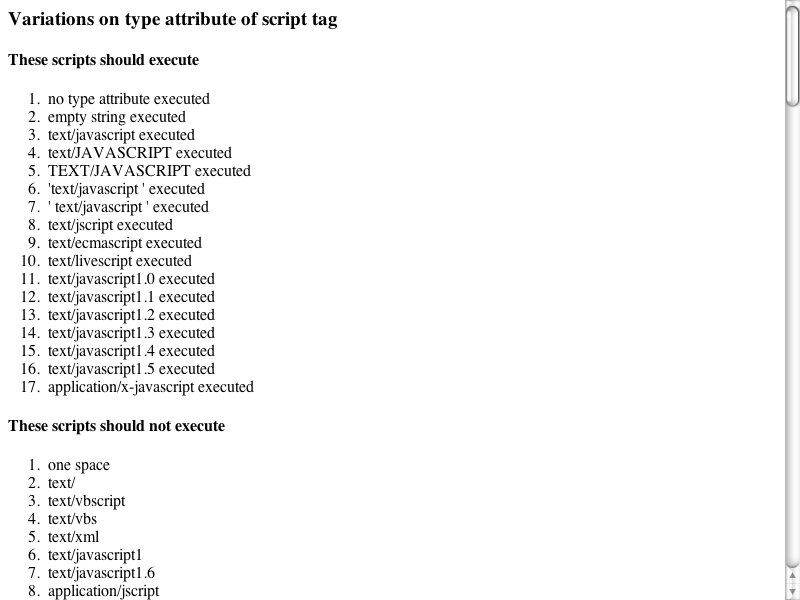 Variations on type attribute of script tag
These scripts should execute
1. no type attribute executed
2. empty string executed
3. text/javascript executed
4. text/JAVASCRIPT executed
5. TEXT/JAVASCRIPT executed
6. 'text/javascript ' executed
7. ' text/javascript ' executed
8. text/jscript executed
9. text/ecmascript executed
10. text/livescript executed
11. text/javascript1.0 executed
12. text/javascript1.1 executed
13. text/javascript1.2 executed
14. text/javascript1.3 executed
15. text/javascript1.4 executed
16. text/javascript1.5 executed
17. application/x-javascript executed
These scripts should not execute
1. one space
2. text/
3. text/vbscript
4. text/vbs
5. text/xml
6. text/javascript1
7. text/javascript1.6
8. application/jscript